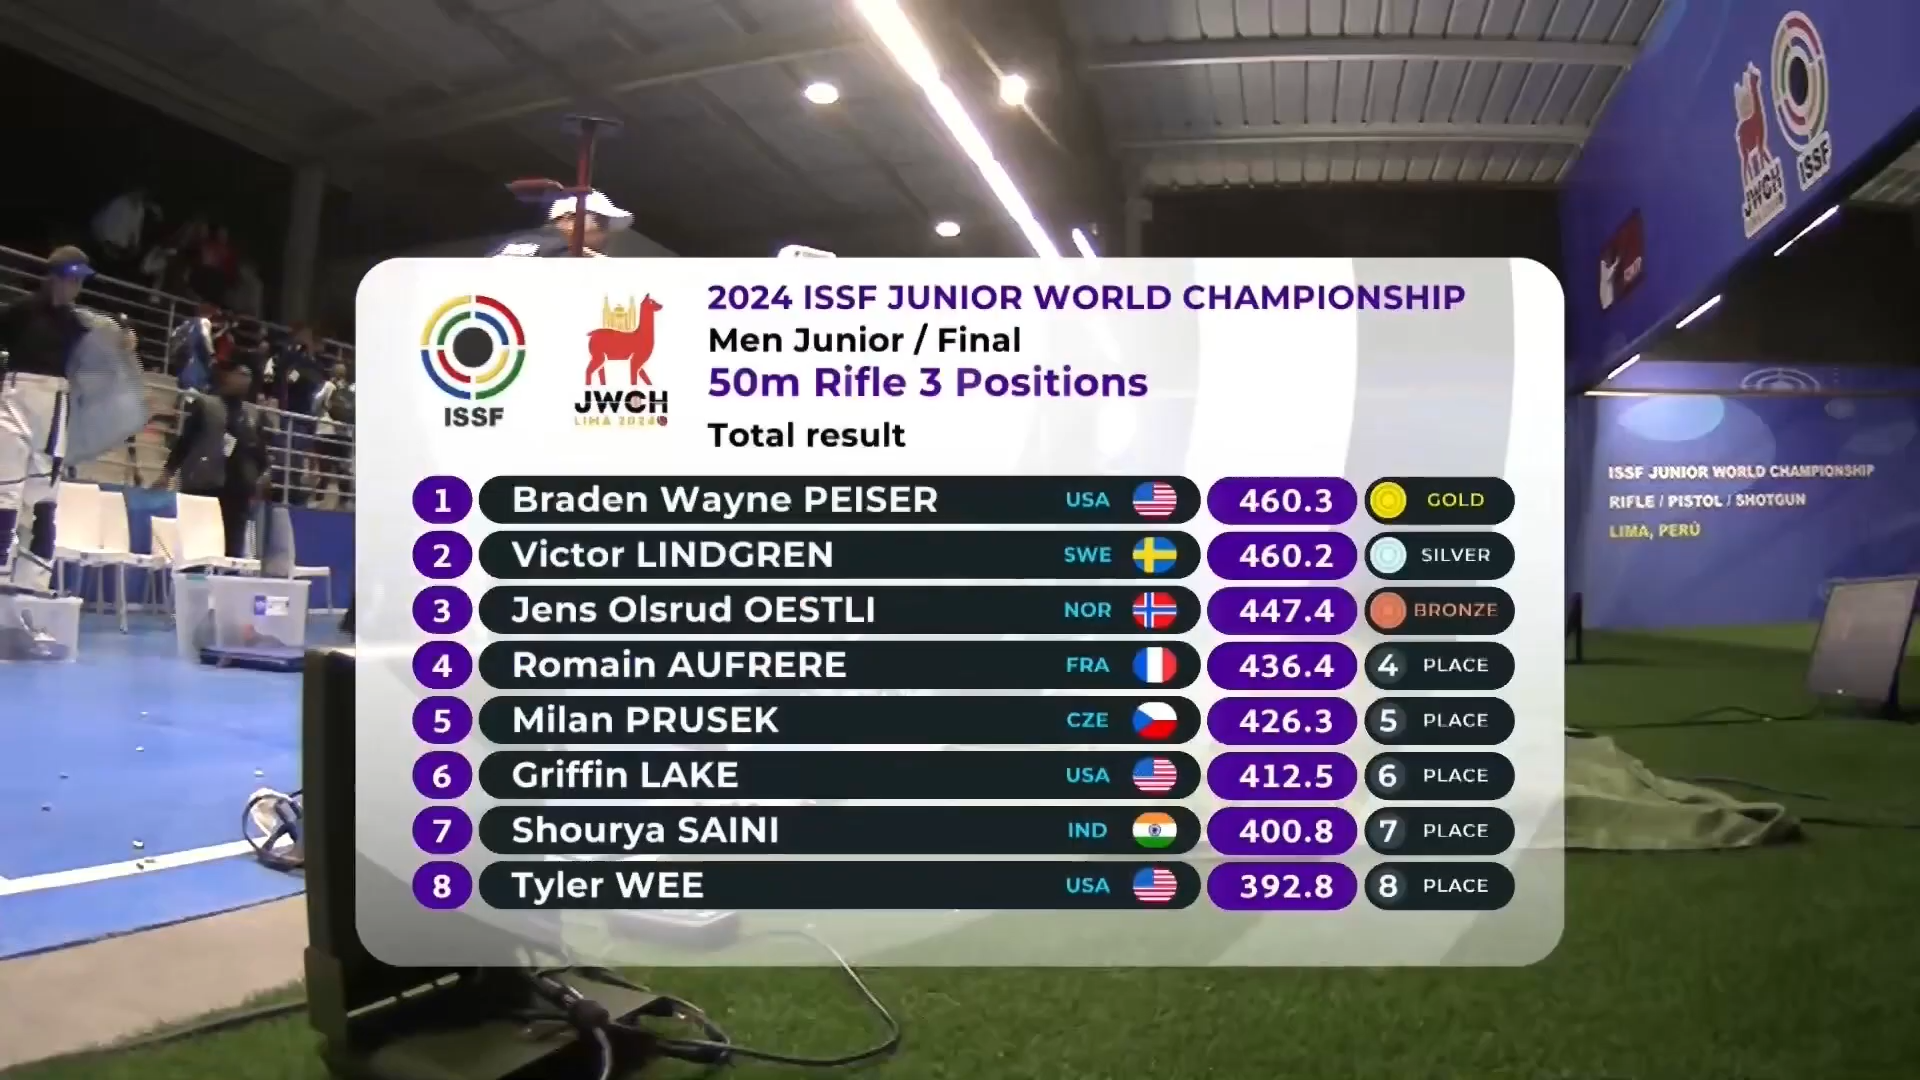 JWCH
ISSF
2024 ISSF JUNIOR WORLD CHAMPIONSHIP
Men Junior / Final
50m Rifle 3 Positions
Total result
ISSF
JWCH
LIMA 2024
1 Braden Wayne PEISER USA 460.3 GOLD
2 Victor LINDGREN SWE 460.2 SILVER
3 Jens Olsrud OESTLI NOR 447.4 BRONZE
4 Romain AUFRERE FRA 436.4 4 PLACE
5 Milan PRUSEK CZE 426.3 5 PLACE
6 Griffin LAKE USA 412.5 6 PLACE
7 Shourya SAINI IND 400.8 7 PLACE
8 Tyler WEE USA 392.8 8 PLACE
ISSF JUNIOR WORLD CHAMPIONSHIP
RIFLE / PISTOL / SHOTGUN
LIMA, PERÚ